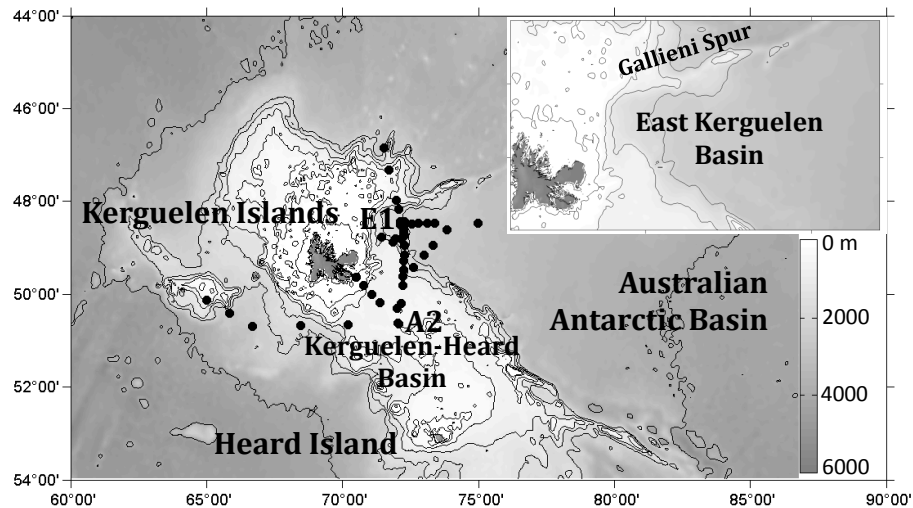 44°00'
46°00'
48°00'
50°00'
52°00'
54°00'
60°00'
65°00'
70°00'
75°00'
80°00'
85°00'
90°00'
Gallieni Spur
East Kerguelen
Basin
Kerguelen Islands
E1
A2
Kerguelen-Heard
Basin
Heard Island
Australian
Antarctic Basin
0 m
2000
4000
6000